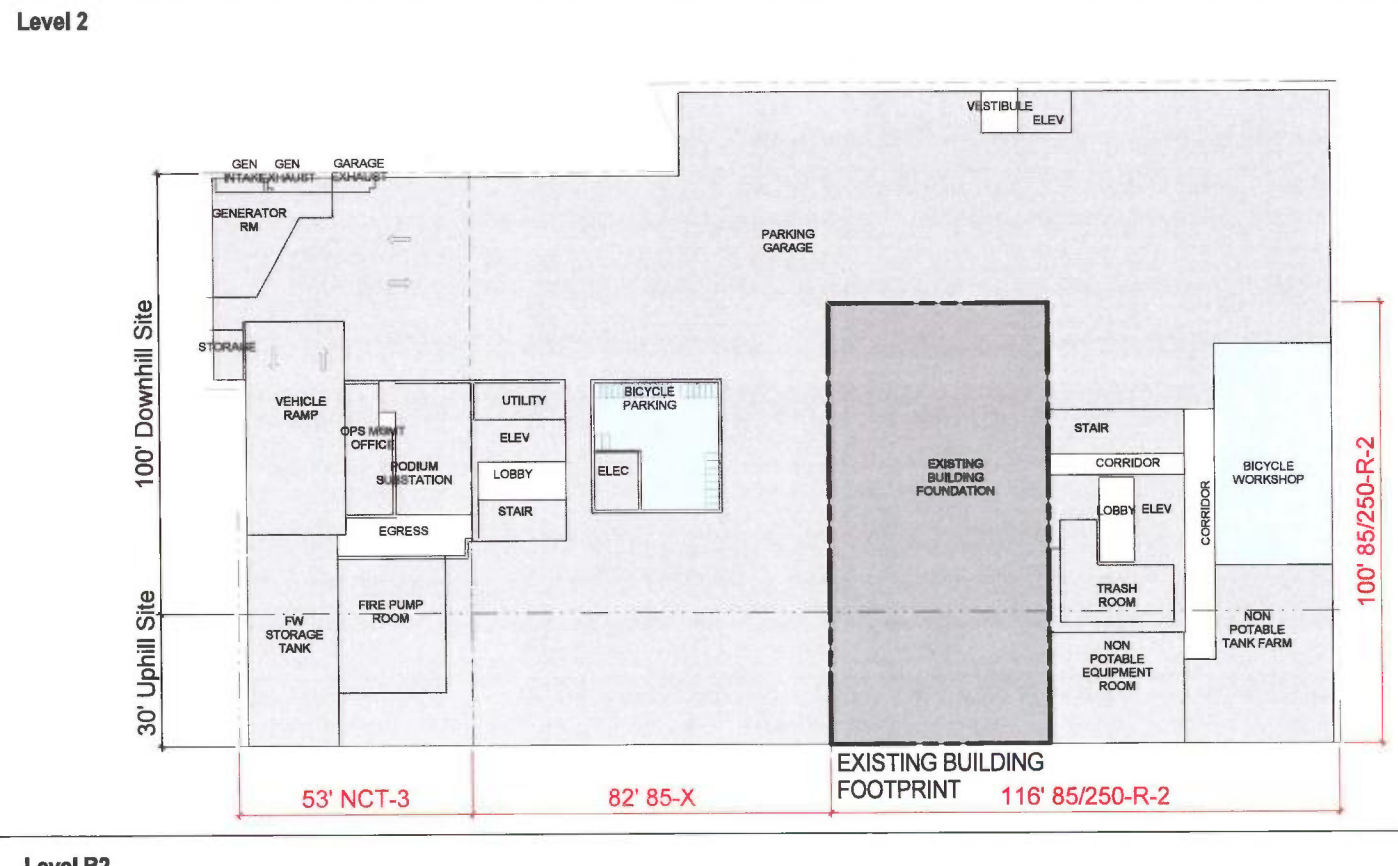 Level 2
VESTIBULE
ELEV
GEN
INTAKE
GEN
EXHAUST
GARAGE
EXHAUST
GENERATOR
RM
PARKING
GARAGE
100' Downhill Site
STORAGE
VEHICLE
RAMP
OPS MGMT
OFFICE
PODIUM
SUBSTATION
UTILITY
ELEV
LOBBY
STAIR
EGRESS
BICYCLE
PARKING
ELEC
EXISTING
BUILDING
FOUNDATION
STAIR
CORRIDOR
LOBBY
ELEV
CORRIDOR
BICYCLE
WORKSHOP
100' 85/250-R-2
TRASH
ROOM
30' Uphill Site
FW
STORAGE
TANK
FIRE PUMP
ROOM
NON
POTABLE
EQUIPMENT
ROOM
NON
POTABLE
TANK FARM
EXISTING BUILDING
FOOTPRINT
53' NCT-3
82' 85-X
116' 85/250-R-2
Level B2